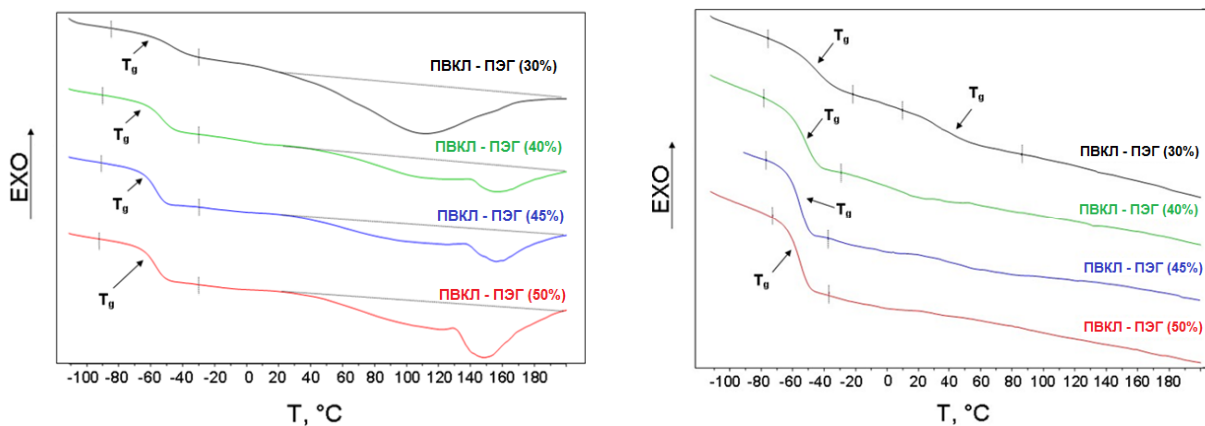 EXO
Tg
ПВКЛ - ПЭГ (30%)
Tg
ПВКЛ - ПЭГ (40%)
Tg
ПВКЛ - ПЭГ (45%)
Tg
ПВКЛ - ПЭГ (50%)
-100 -80 -60 -40 -20 0 20 40 60 80 100 120 140 160 180
T, °C
EXO
Tg
Tg
ПВКЛ - ПЭГ (30%)
Tg
ПВКЛ - ПЭГ (40%)
Tg
ПВКЛ - ПЭГ (45%)
Tg
ПВКЛ - ПЭГ (50%)
-100 -80 -60 -40 -20 0 20 40 60 80 100 120 140 160 180
T, °C